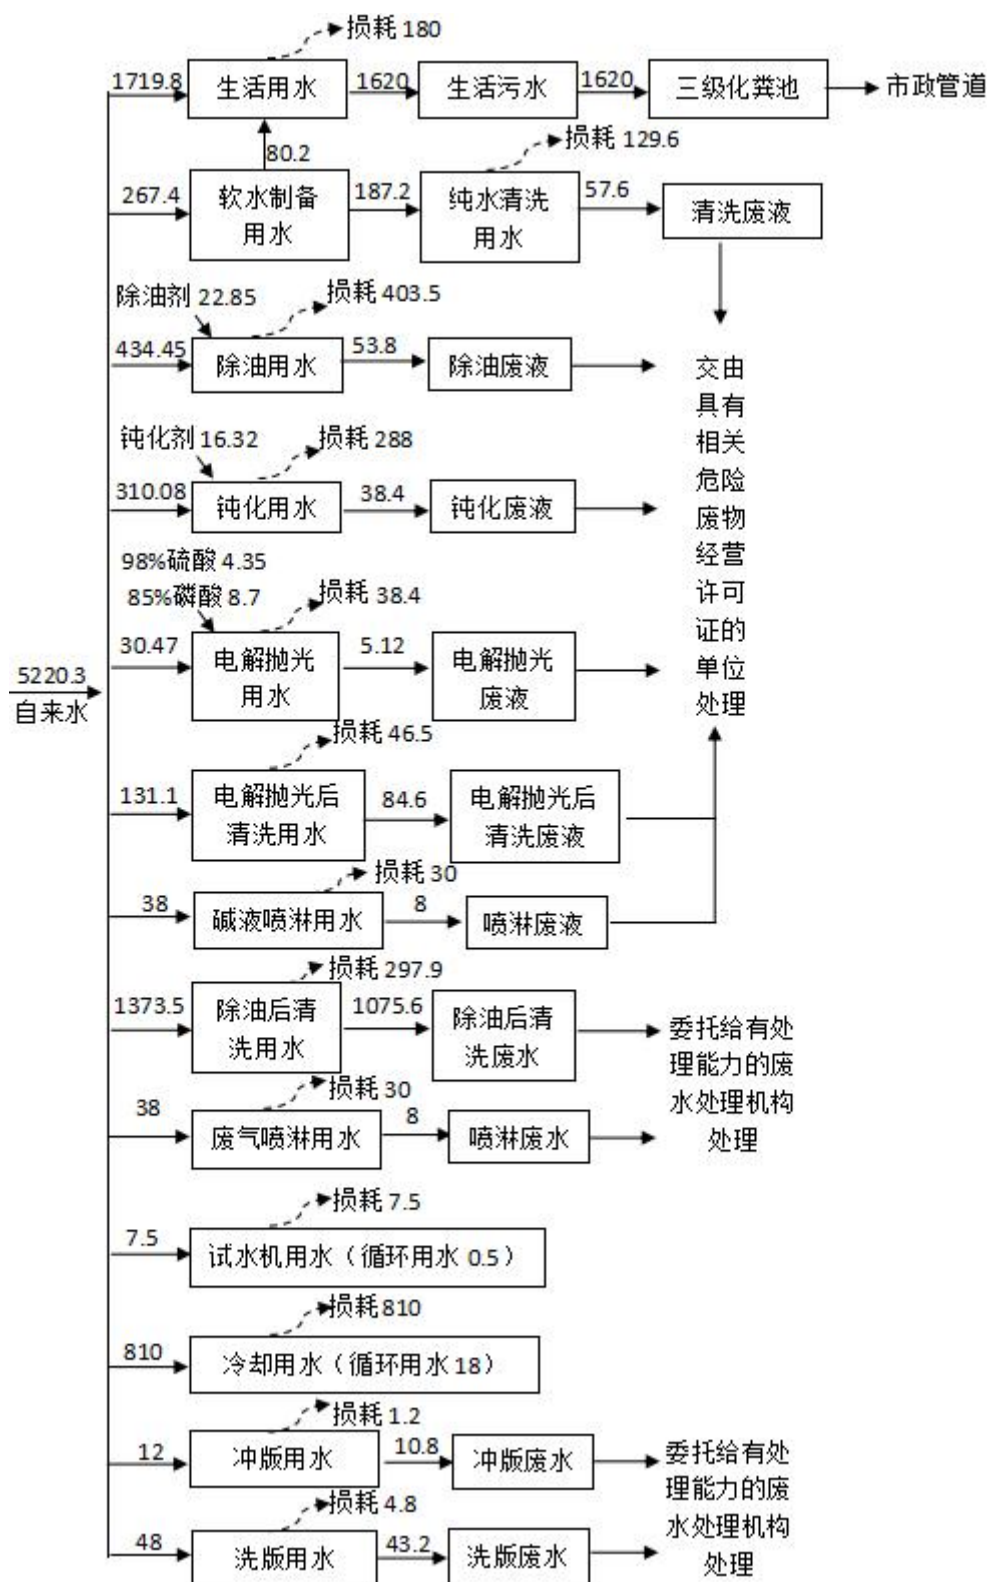 损耗 180
1719.8
生活用水
1620
生活污水
1620
三级化粪池
市政管道
80.2
损耗 129.6
267.4
软水制备
用水
187.2
纯水清洗
用水
57.6
清洗废液
除油剂 22.85
损耗 403.5
434.45
除油用水
53.8
除油废液
交由
具有
相关
危险
废物
经营
许可
证的
单位
处理
钝化剂 16.32
损耗 288
310.08
钝化用水
38.4
钝化废液
98%硫酸 4.35
85%磷酸 8.7
损耗 38.4
30.47
电解抛光
用水
5.12
电解抛光
废液
5220.3
自来水
损耗 46.5
131.1
电解抛光后
清洗用水
84.6
电解抛光后
清洗废液
损耗 30
38
碱液喷淋用水
8
喷淋废液
损耗 297.9
1373.5
除油后清
洗用水
1075.6
除油后清
洗废水
委托给有处
理能力的废
水处理机构
处理
损耗 30
38
废气喷淋用水
8
喷淋废水
损耗 7.5
7.5
试水机用水（循环用水 0.5）
损耗 810
810
冷却用水（循环用水 18）
损耗 1.2
12
冲版用水
10.8
冲版废水
委托给有处
理能力的废
水处理机构
处理
损耗 4.8
48
洗版用水
43.2
洗版废水